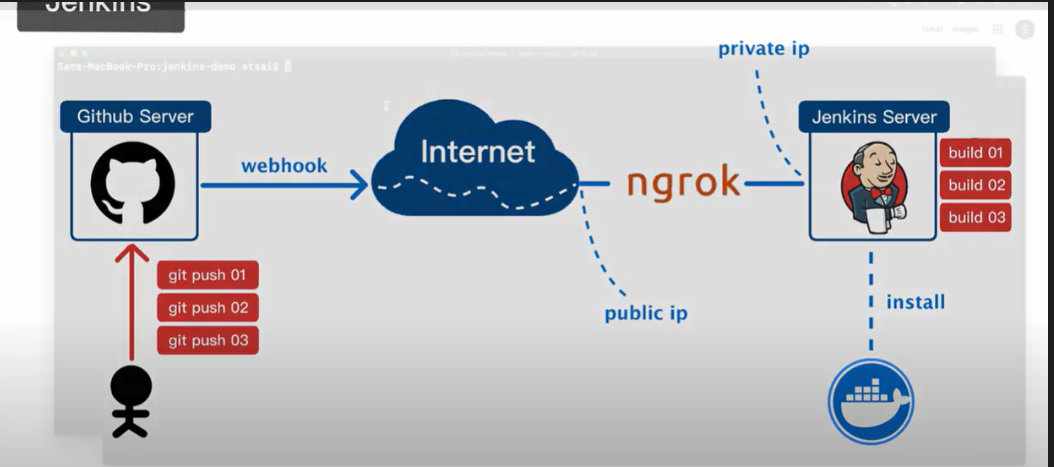 Jenkins
Gmail Images
S
Sams-MacBook-Pro:jenkins-demo stsai$
private ip
Github Server
Jenkins Server
webhook
Internet
ngrok
build 01
build 02
build 03
git push 01
git push 02
git push 03
public ip
install